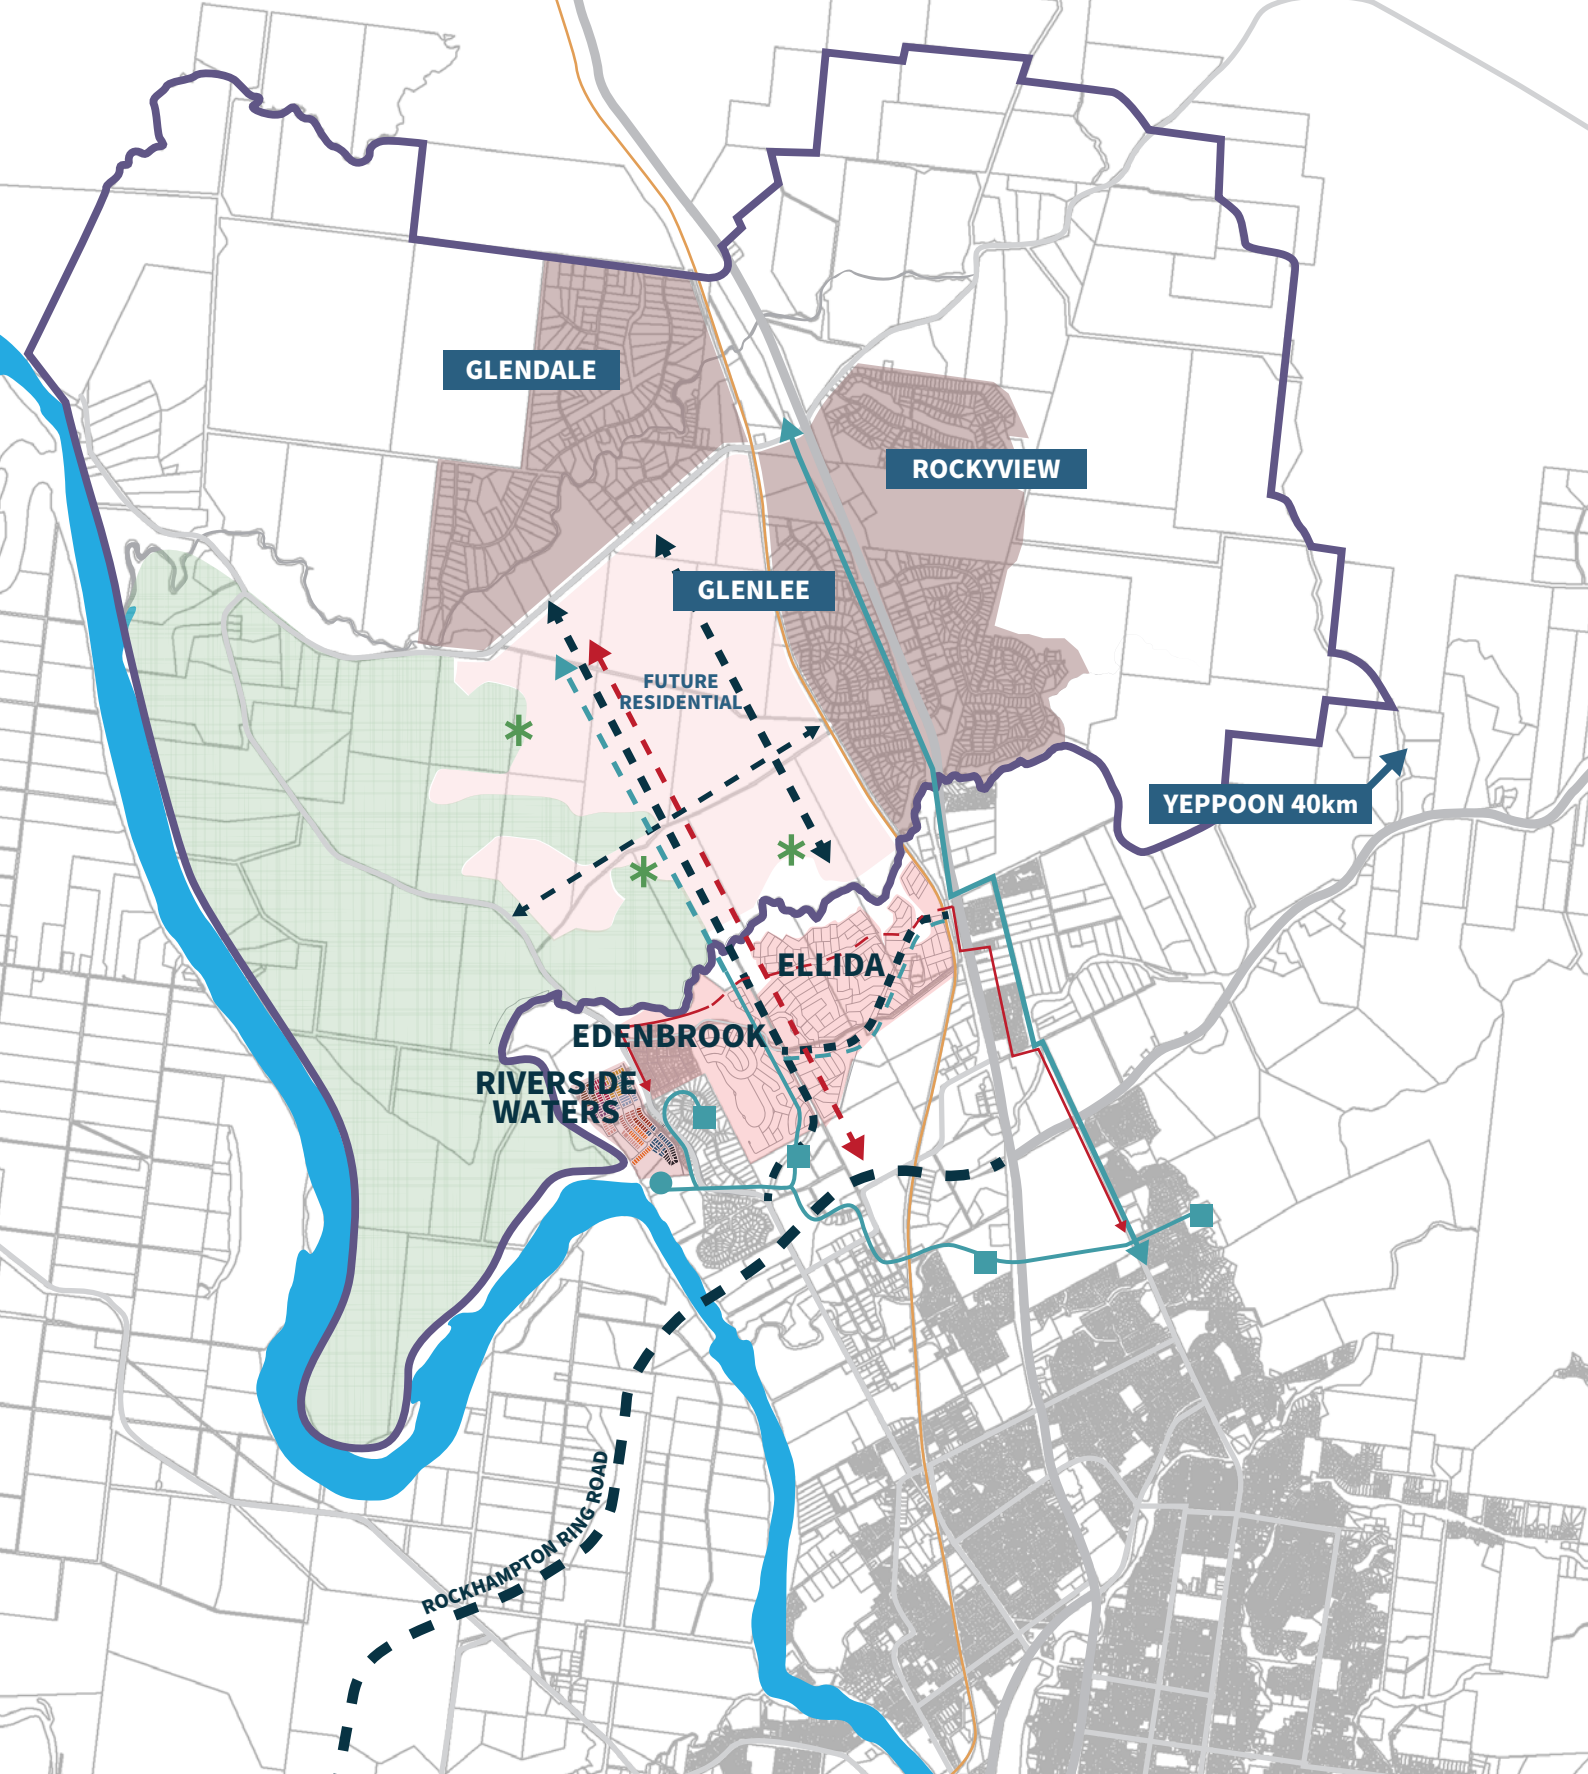 GLENDALE
ROCKYVIEW
GLENLEE
FUTURE
RESIDENTIAL
YEPPOON 40km
ELLIDA
EDENBROOK
RIVERSIDE
WATERS
ROCKHAMPTON RING ROAD